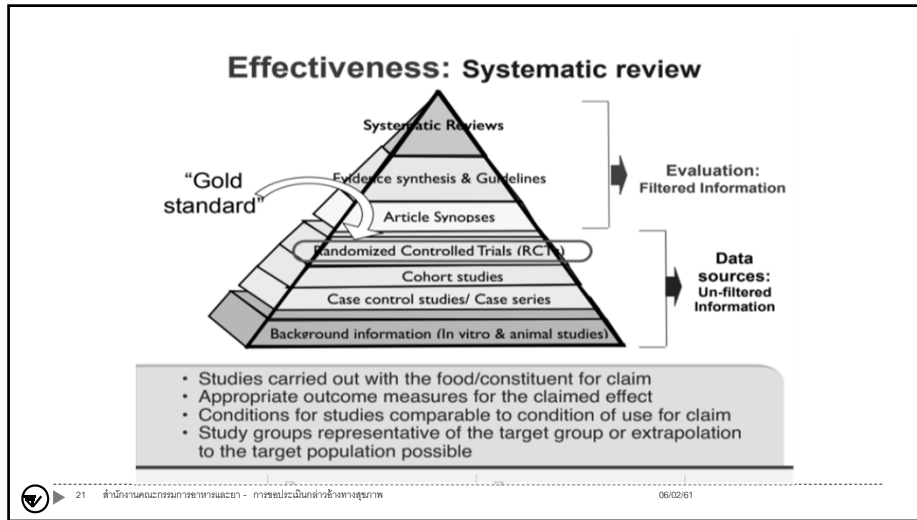 Effectiveness: Systematic review
Systematic Reviews
Evidence synthesis & Guidelines
Article Synopses
Randomized Controlled Trials (RCTs)
Cohort studies
Case control studies/ Case series
Background information (In vitro & animal studies)
“Gold
standard”
Evaluation:
Filtered Information
Data
sources:
Un-filtered
Information
• Studies carried out with the food/constituent for claim
• Appropriate outcome measures for the claimed effect
• Conditions for studies comparable to condition of use for claim
• Study groups representative of the target group or extrapolation
to the target population possible
21 สำนักงานคณะกรรมการอาหารและยา - การขอประเมินกล่าวอ้างทางสุขภาพ 06/02/61